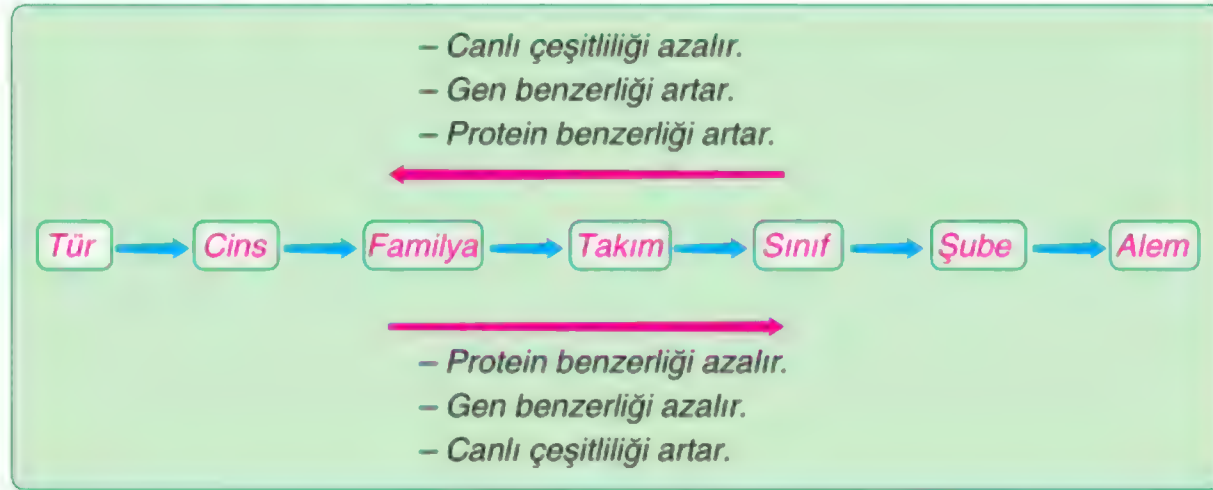 – Canlı çeşitliliği azalır.
– Gen benzerliği artar.
– Protein benzerliği artar.
Tür Cins Familya Takım Sınıf Şube Alem
– Protein benzerliği azalır.
– Gen benzerliği azalır.
– Canlı çeşitliliği artar.